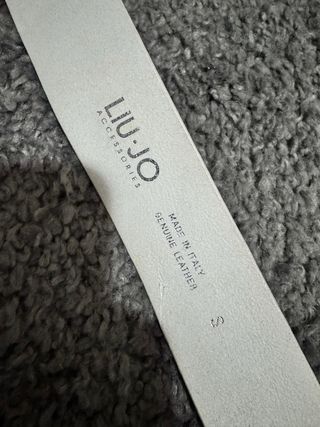 LIU·JO
ACCESSORIES
MADE IN ITALY
GENUINE LEATHER